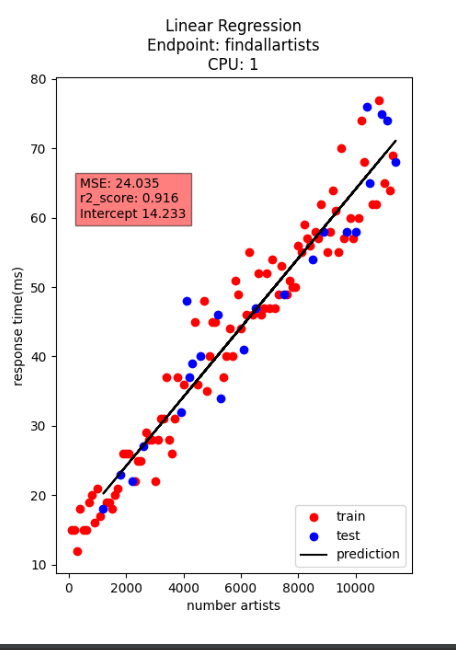 Linear Regression
Endpoint: findallartists
CPU: 1
80
70
60
50
40
30
20
10
response time(ms)
MSE: 24.035
r2_score: 0.916
Intercept 14.233
train
test
prediction
0 2000 4000 6000 8000 10000
number artists